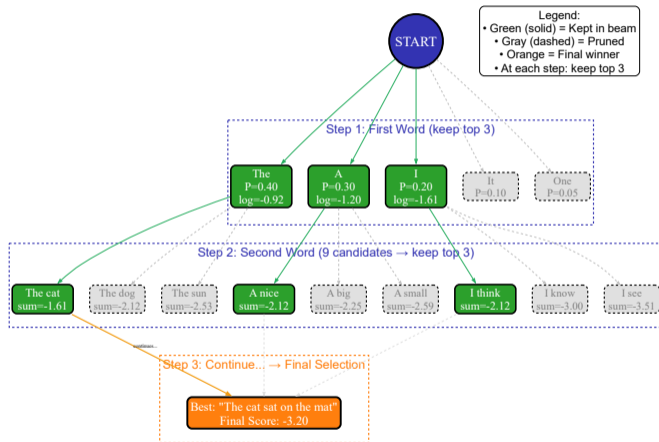 START
Legend:
• Green (solid) = Kept in beam
• Gray (dashed) = Pruned
• Orange = Final winner
• At each step: keep top 3
Step 1: First Word (keep top 3)
The
P=0.40
log=-0.92
A
P=0.30
log=-1.20
I
P=0.20
log=-1.61
It
P=0.10
One
P=0.05
Step 2: Second Word (9 candidates → keep top 3)
The cat
sum=-1.61
The dog
sum=-2.12
The sun
sum=-2.53
A nice
sum=-2.12
A big
sum=-2.25
A small
sum=-2.59
I think
sum=-2.12
I know
sum=-3.00
I see
sum=-3.51
continue...
Step 3: Continue... → Final Selection
Best: "The cat sat on the mat"
Final Score: -3.20